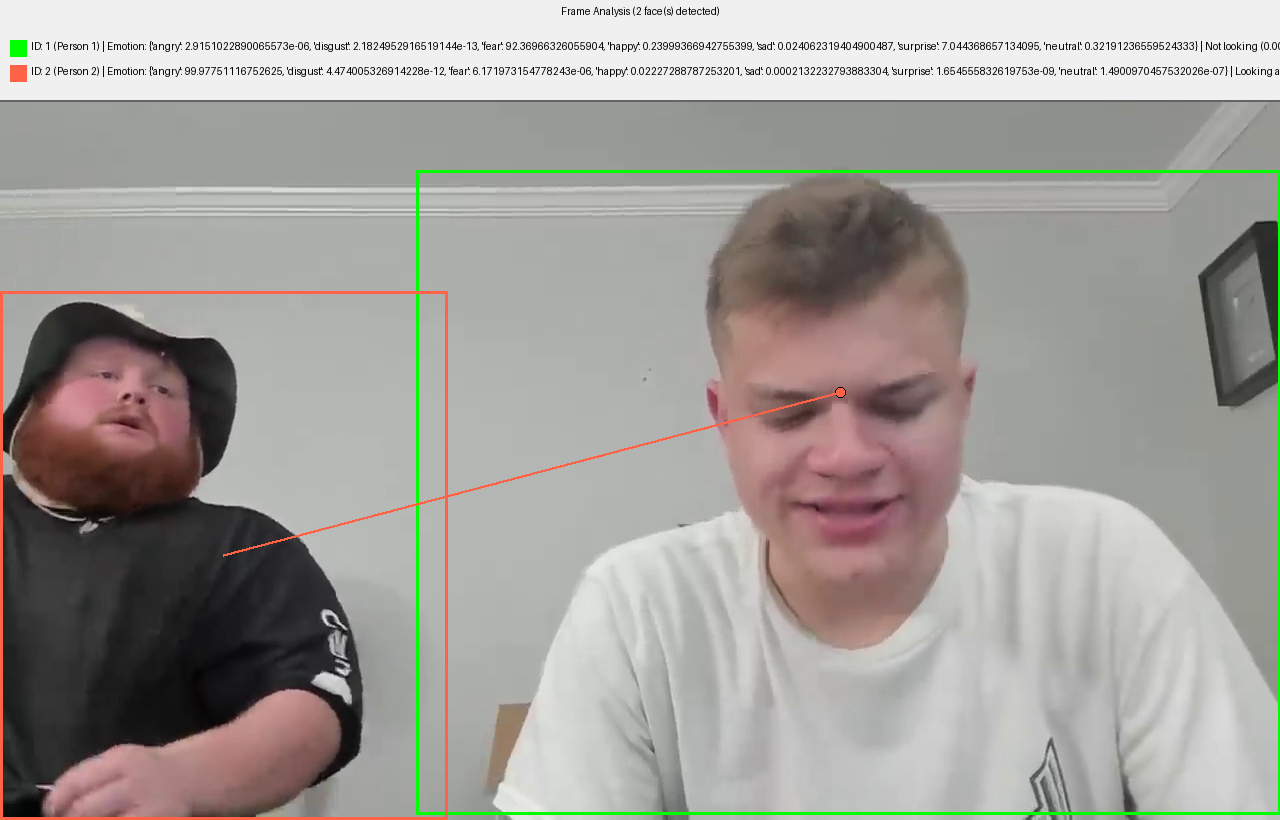 Frame Analysis (2 face(s) detected)
ID: 1 (Person 1) | Emotion: {'angry': 2.9151022890065573e-06, 'disgust': 2.1824952916519144e-13, 'fear': 92.36966326055904, 'happy': 0.23999366942755399, 'sad': 0.024062319404900487, 'surprise': 7.044368657134095, 'neutral': 0.32191236559524333} | Not looking (0.00
ID: 2 (Person 2) | Emotion: {'angry': 99.97751116752625, 'disgust': 4.474005326914228e-12, 'fear': 6.171973154778243e-06, 'happy': 0.02227288787253201, 'sad': 0.0002132232793883304, 'surprise': 1.654555832619753e-09, 'neutral': 1.4900970457532026e-07} | Looking a